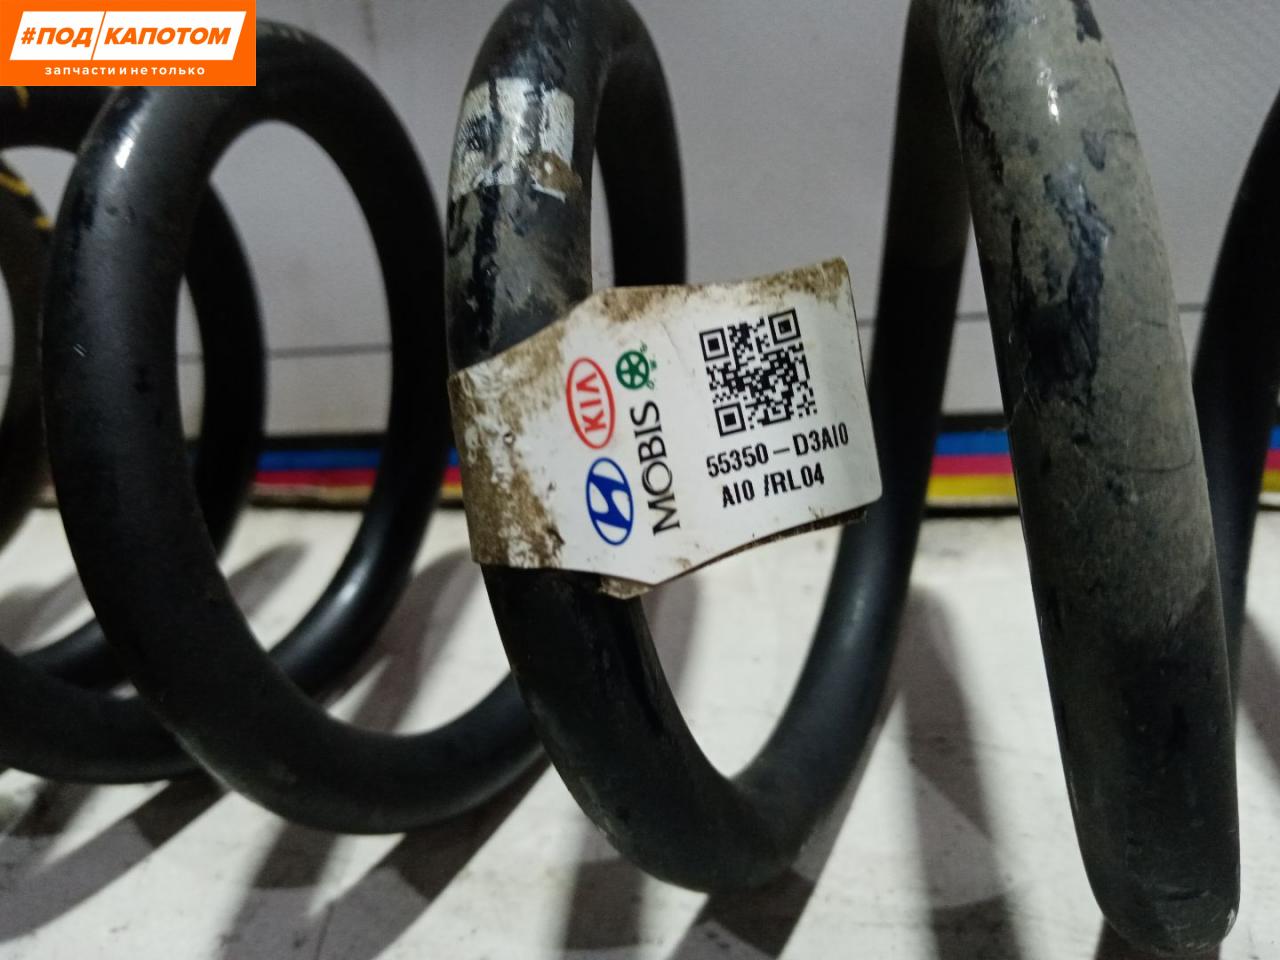 #ПОД/КАПОТОМ
запчасти и не только
KIA
MOBIS
55350-D3AI0
AI0 /RL04